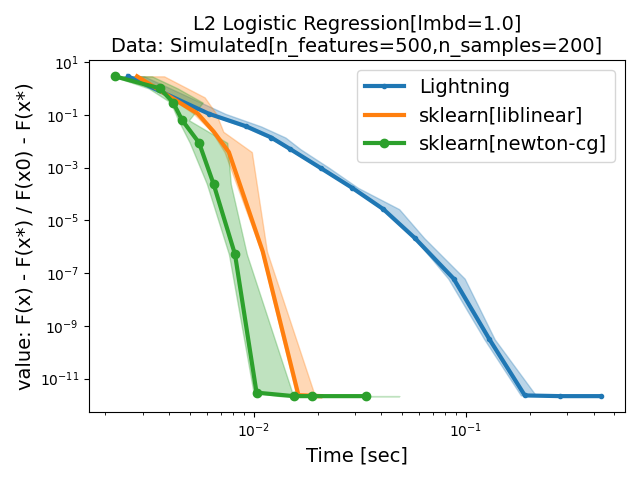 L2 Logistic Regression[lmbd=1.0]
Data: Simulated[n_features=500,n_samples=200]
value: F(x) - F(x*) / F(x0) - F(x*)
10¹
10⁻¹
10⁻³
10⁻⁵
10⁻⁷
10⁻⁹
10⁻¹¹
Lightning
sklearn[liblinear]
sklearn[newton-cg]
10⁻²
10⁻¹
Time [sec]